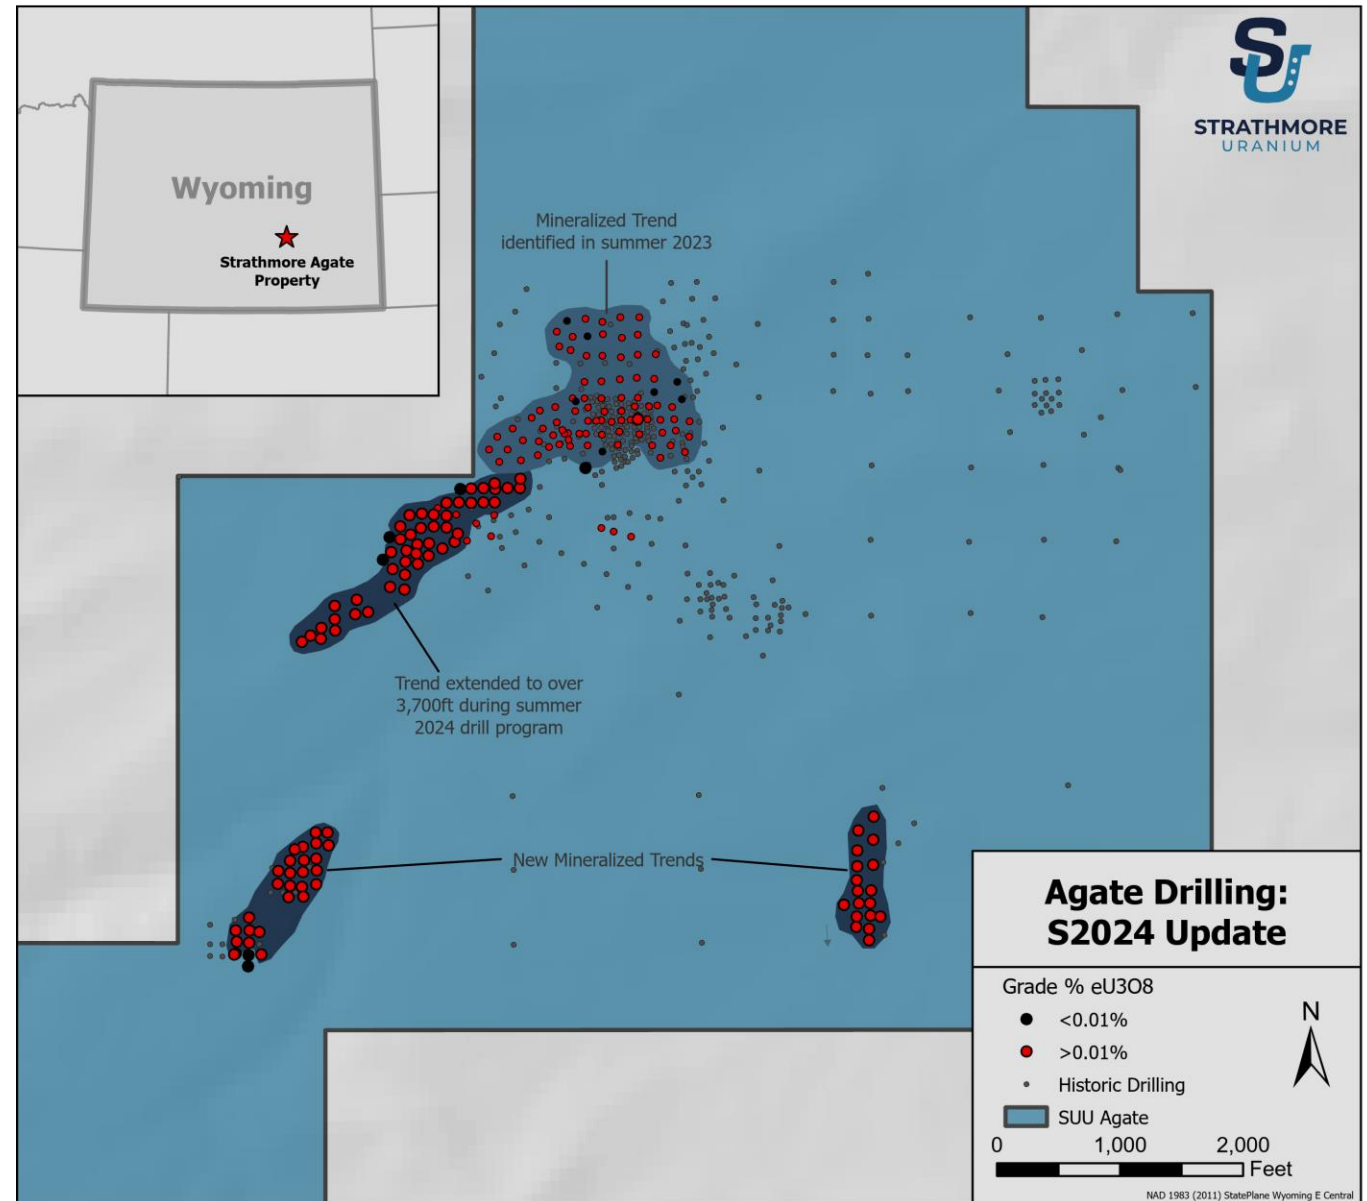 Wyoming
Strathmore Agate
Property
SU
STRATHMORE
URANIUM
Mineralized Trend
identified in summer 2023
Trend extended to over
3,700ft during summer
2024 drill program
New Mineralized Trends
Agate Drilling:
S2024 Update
Grade % eU3O8
<0.01%
>0.01%
Historic Drilling
SUU Agate
N
0 1,000 2,000
Feet
NAD 1983 (2011) StatePlane Wyoming E Central